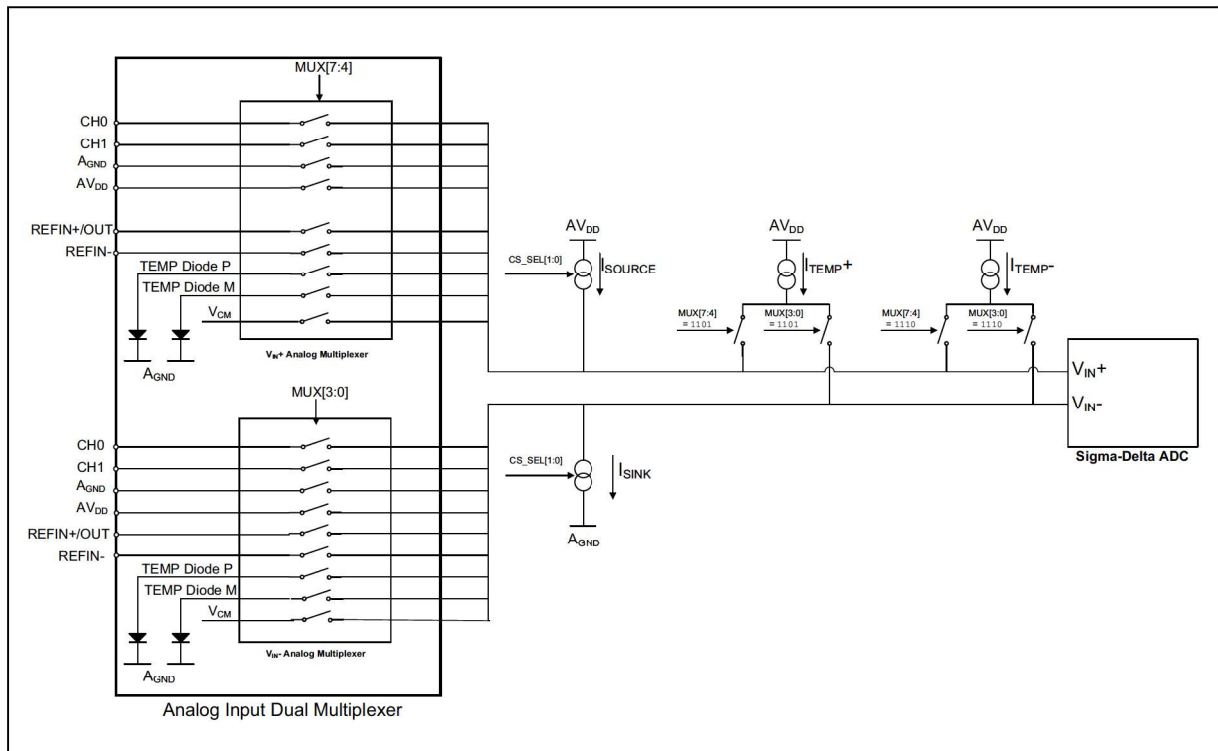 MUX[7:4]
CH0
CH1
AGND
AVDD
REFIN+/OUT
REFIN-
TEMP Diode P
TEMP Diode M
VCM
AGND
VIN+ Analog Multiplexer
MUX[3:0]
CH0
CH1
AGND
AVDD
REFIN+/OUT
REFIN-
TEMP Diode P
TEMP Diode M
VCM
AGND
VIN- Analog Multiplexer
Analog Input Dual Multiplexer
AVDD
CS_SEL[1:0]
ISOURCE
CS_SEL[1:0]
ISINK
AGND
AVDD
ITEMP+
MUX[7:4]
= 1101
MUX[3:0]
= 1101
AVDD
ITEMP-
MUX[7:4]
= 1110
MUX[3:0]
= 1110
VIN+
VIN-
Sigma-Delta ADC